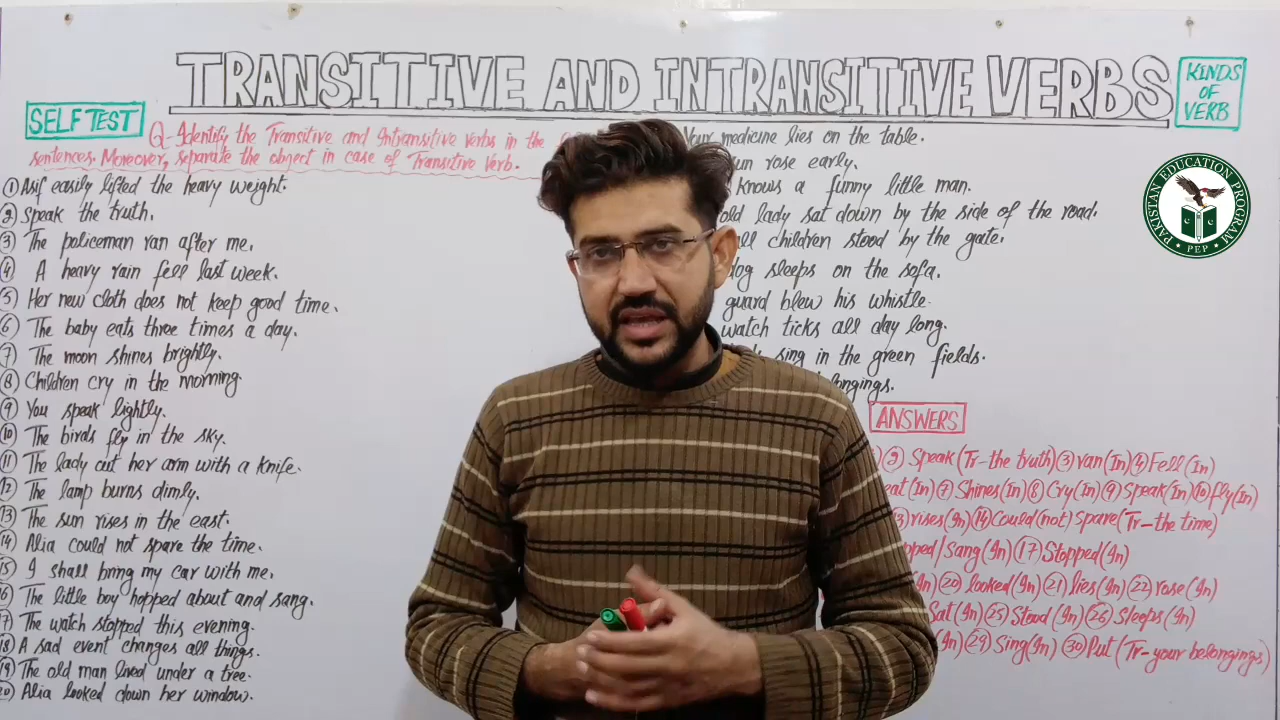 TRANSITIVE AND INTRANSITIVE VERBS
KINDS
OF
VERB
SELF TEST
Q- Identify the Transitive and Intransitive verbs in the
sentences. Moreover, separate the object in case of Transitive Verb.
① Asif easily lifted the heavy weight.
② Speak the truth.
③ The policeman ran after me.
④ A heavy rain fell last week.
⑤ Her new cloth does not keep good time.
⑥ The baby eats three times a day.
⑦ The moon shines brightly.
⑧ Children cry in the morning
⑨ You speak lightly.
⑩ The birds fly in the sky.
11 The lady cut her arm with a knife.
12 The lamp burns dimly.
13 The sun rises in the east.
14 Alia could not spare the time.
15 I shall bring my car with me.
16 The little boy hopped about and sang.
17 The watch stopped this evening.
18 A sad event changes all things.
19 The old man lived under a tree.
20 Alia looked down her window.
Your medicine lies on the table.
rose early.
knows a funny little man.
old lady sat down by the side of the road.
children stood by the gate.
dog sleeps on the sofa.
guard blew his whistle.
watch ticks all day long.
sing in the green fields.
PAKISTAN EDUCATION PROGRAM
PEP
ANSWERS
② Speak (Tr-the truth) ③ ran (In) ④ Fell (In)
eat (In) ⑦ Shines (In) ⑧ Cry (In) ⑨ Speak (In) ⑩ fly (In)
rises (In) ⑭ Could (not) Spare (Tr-the time)
/ Sang (In) ⑰ Stopped (In)
⑳ looked (In) ㉑ lies (In) ㉒ rose (In)
Sat (In) ㉕ Stood (In) ㉖ Sleeps (In)
(In) ㉙ Sing (In) ㉚ Put (Tr-your belongings)